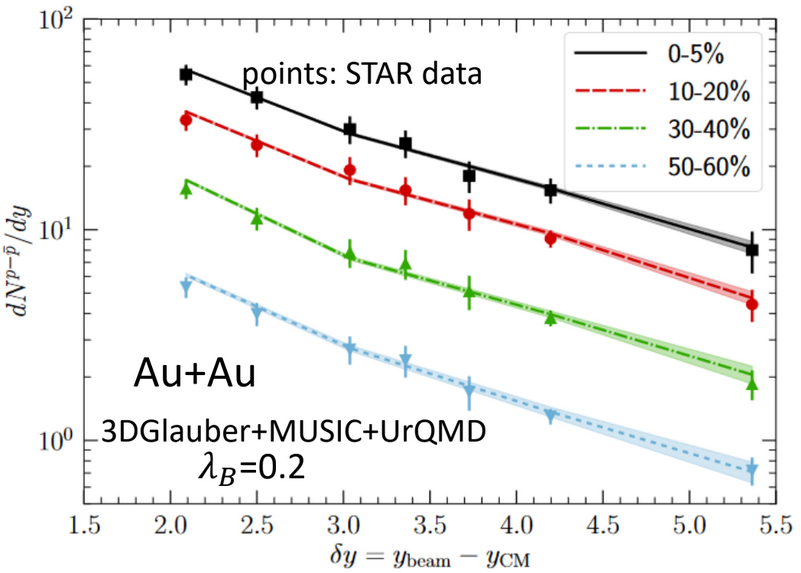 10²
points: STAR data
0-5%
10-20%
30-40%
50-60%
10¹
dN^{p-p̄}/dy
Au+Au
3DGlauber+MUSIC+UrQMD
λ_B=0.2
10⁰
1.5 2.0 2.5 3.0 3.5 4.0 4.5 5.0 5.5
δy = y_beam − y_CM